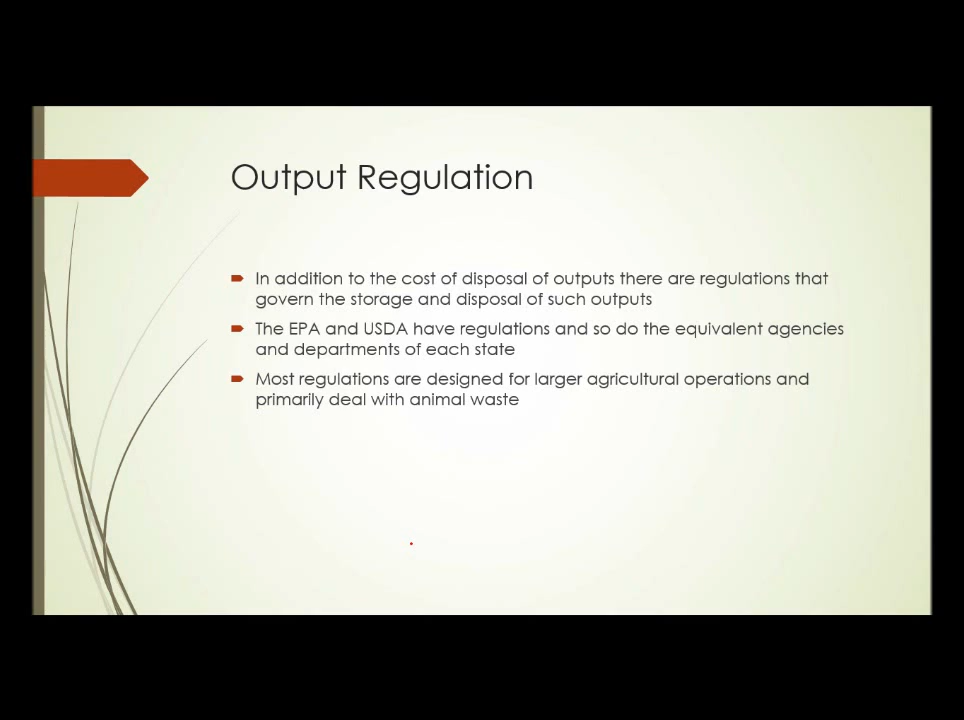 Output Regulation
In addition to the cost of disposal of outputs there are regulations that
govern the storage and disposal of such outputs
The EPA and USDA have regulations and so do the equivalent agencies
and departments of each state
Most regulations are designed for larger agricultural operations and
primarily deal with animal waste